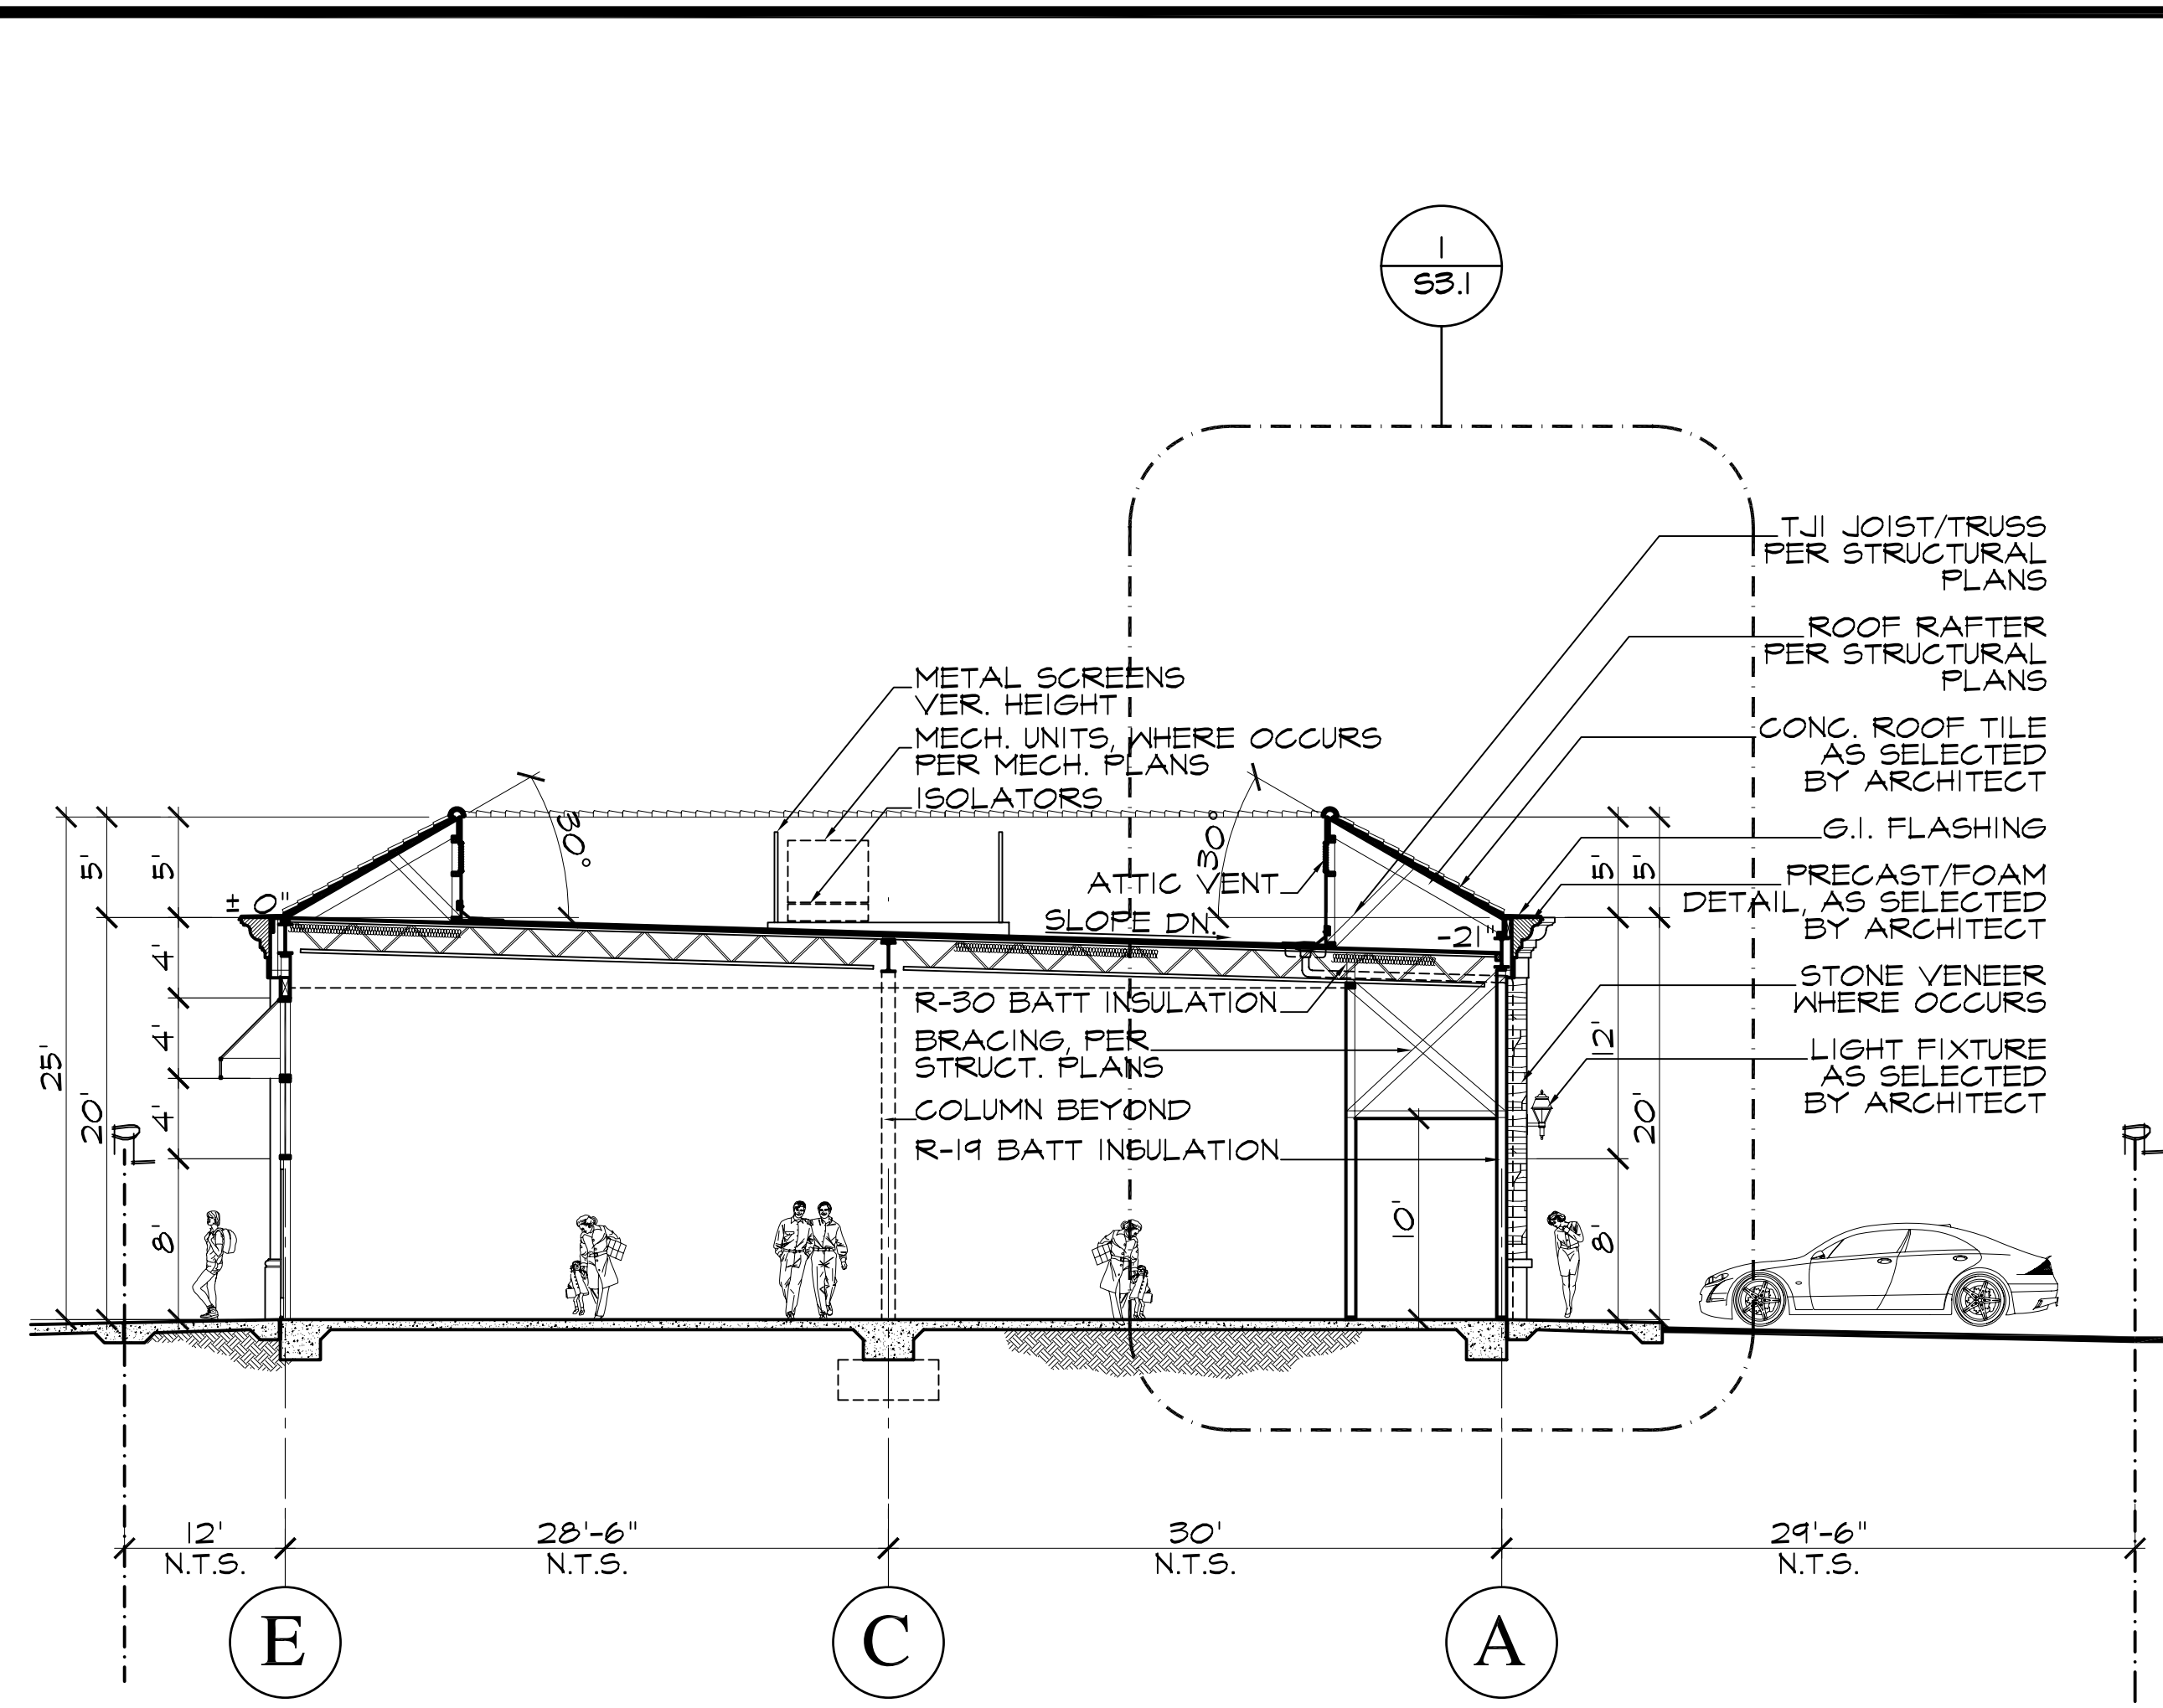 1
S3.1
TJI JOIST/TRUSS
PER STRUCTURAL
PLANS
ROOF RAFTER
PER STRUCTURAL
PLANS
CONC. ROOF TILE
AS SELECTED
BY ARCHITECT
G.I. FLASHING
PRECAST/FOAM
DETAIL, AS SELECTED
BY ARCHITECT
STONE VENEER
WHERE OCCURS
LIGHT FIXTURE
AS SELECTED
BY ARCHITECT
METAL SCREENS
VER. HEIGHT
MECH. UNITS, WHERE OCCURS
PER MECH. PLANS
ISOLATORS
30°
30°
ATTIC VENT
SLOPE DN.
± 0"
-21"
R-30 BATT INSULATION
BRACING, PER
STRUCT. PLANS
COLUMN BEYOND
R-19 BATT INSULATION
25'
5'
20'
5'
4'
4'
4'
8'
10'
5'
12'
8'
5'
20'
12'
N.T.S.
28'-6"
N.T.S.
30'
N.T.S.
29'-6"
N.T.S.
E
C
A